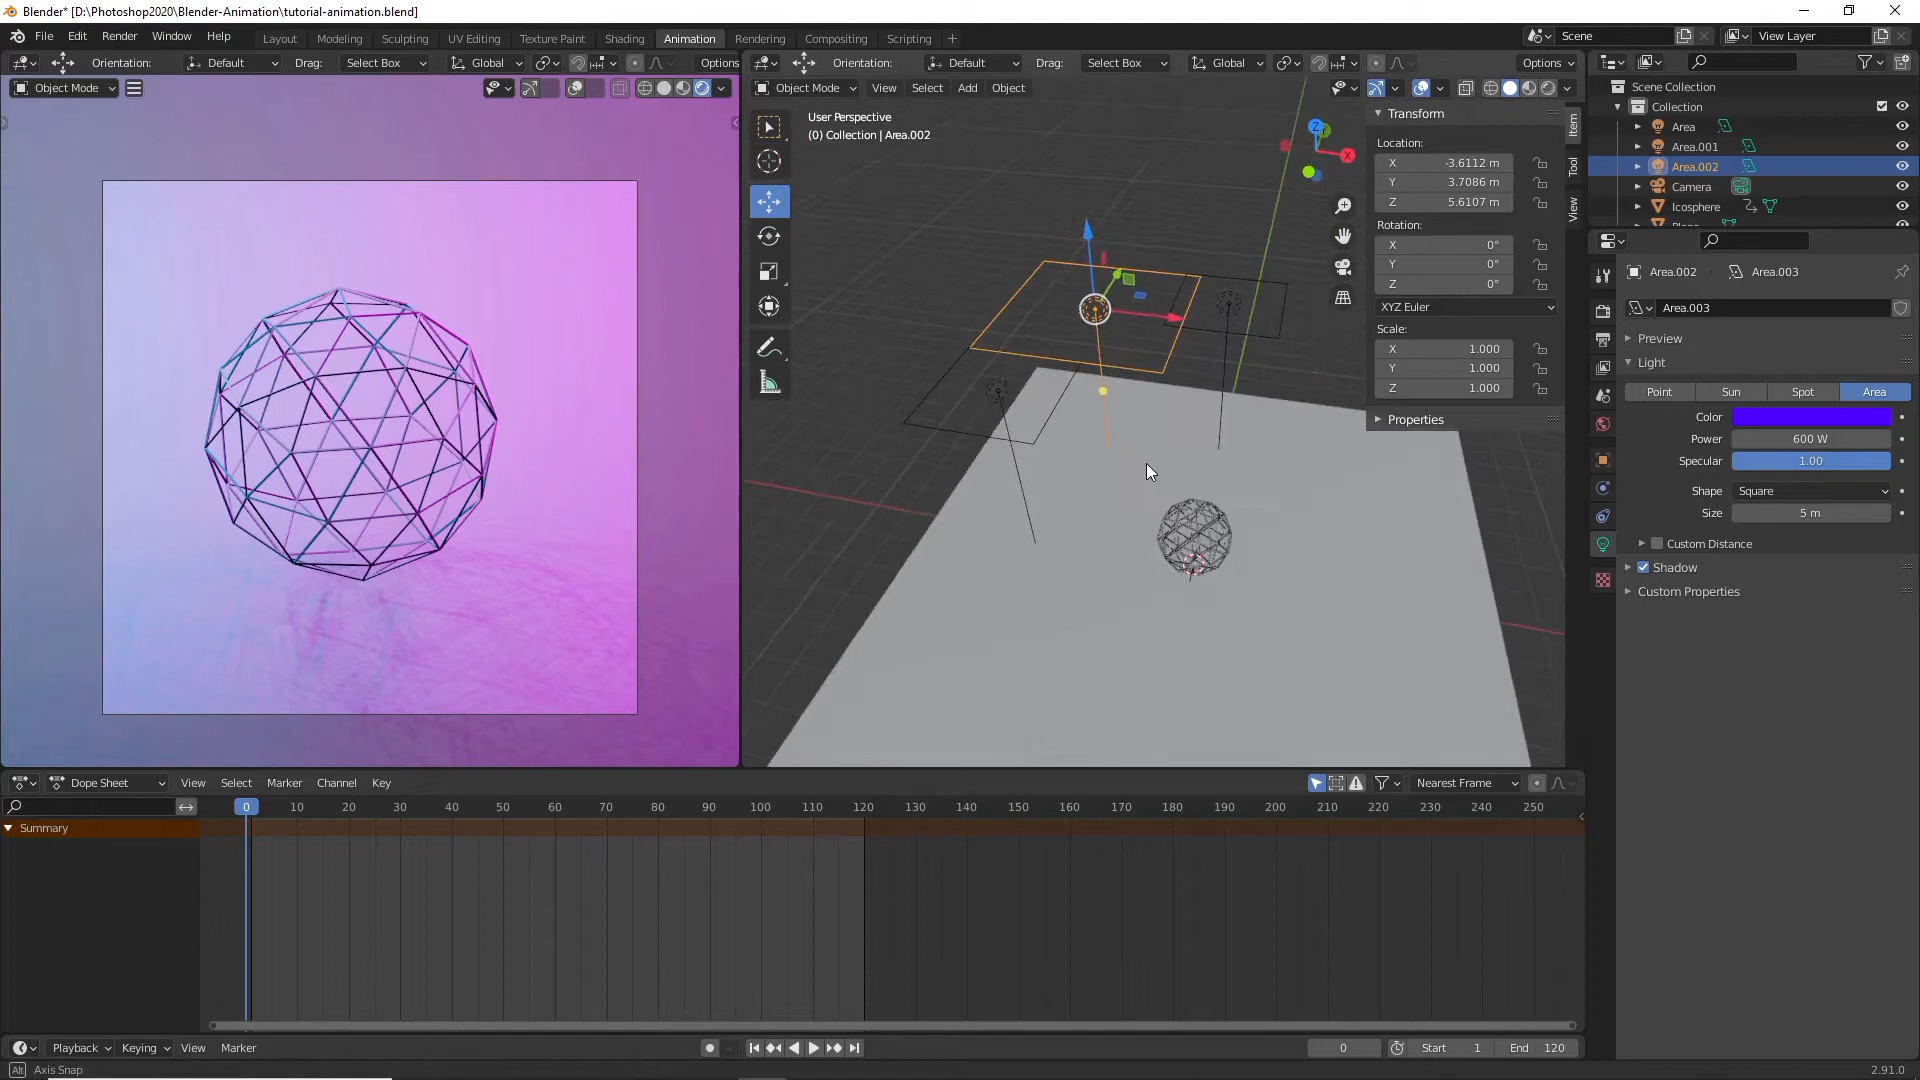 Blender* [D:\Photoshop2020\Blender-Animation\tutorial-animation.blend]
File Edit Render Window Help
Layout Modeling Sculpting UV Editing Texture Paint Shading Animation Rendering Compositing Scripting +
Scene
View Layer
Orientation: Default Drag: Select Box Global Options
Orientation: Default Drag: Select Box Global Options
Object Mode
Object Mode View Select Add Object
User Perspective
(0) Collection | Area.002
Z
X
Transform
Location:
X -3.6112 m
Y 3.7086 m
Z 5.6107 m
Rotation:
X 0°
Y 0°
Z 0°
XYZ Euler
Scale:
X 1.000
Y 1.000
Z 1.000
Properties
Item
Tool
View
Scene Collection
Collection
Area
Area.001
Area.002
Camera
Icosphere
Area.002 Area.003
Area.003
Preview
Light
Point Sun Spot Area
Color
Power 600 W
Specular 1.00
Shape Square
Size 5 m
Custom Distance
Shadow
Custom Properties
Dope Sheet View Select Marker Channel Key
Nearest Frame
0 10 20 30 40 50 60 70 80 90 100 110 120 130 140 150 160 170 180 190 200 210 220 230 240 250
Summary
Playback Keying View Marker
0 Start 1 End 120
Alt Axis Snap
2.91.0